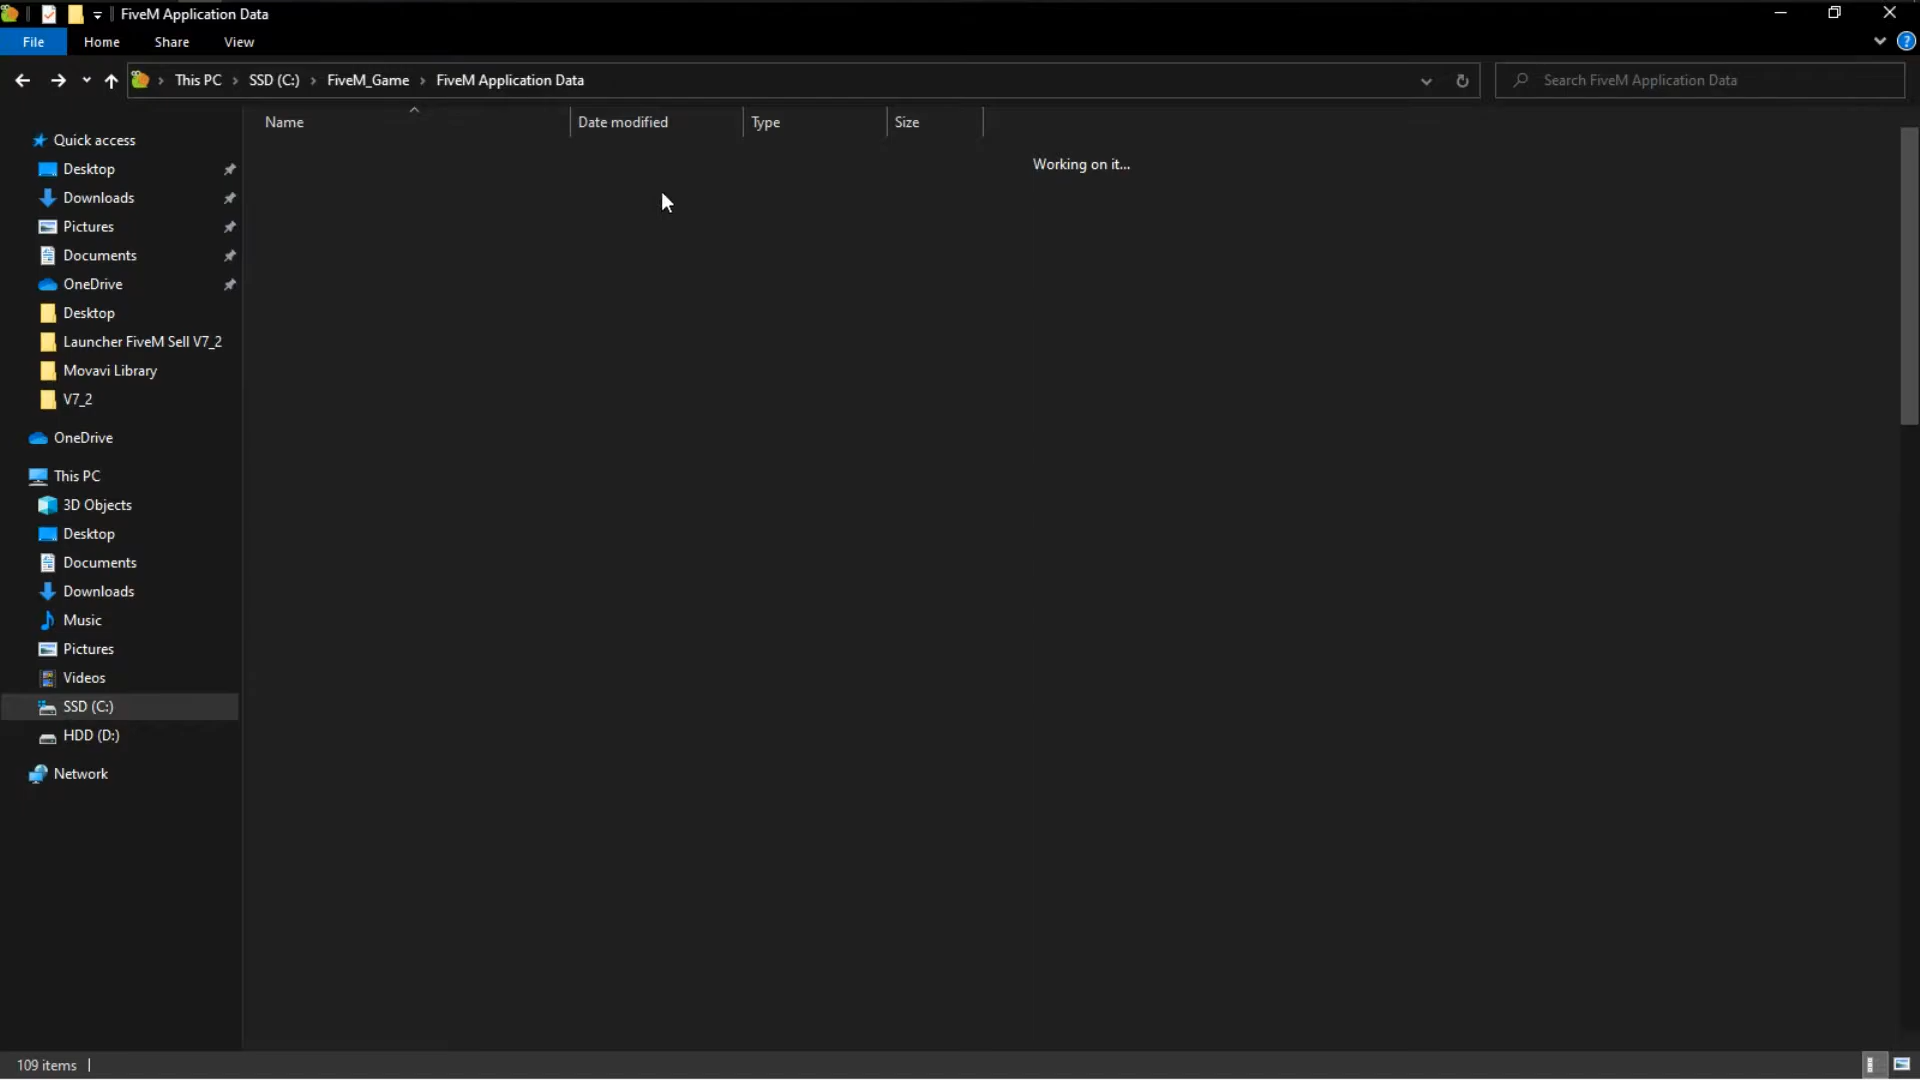 FiveM Application Data
File Home Share View
This PC SSD (C:) FiveM_Game FiveM Application Data Search FiveM Application Data
Name Date modified Type Size
Working on it...
Quick access
Desktop
Downloads
Pictures
Documents
OneDrive
Desktop
Launcher FiveM Sell V7_2
Movavi Library
V7_2
OneDrive
This PC
3D Objects
Desktop
Documents
Downloads
Music
Pictures
Videos
SSD (C:)
HDD (D:)
Network
109 items